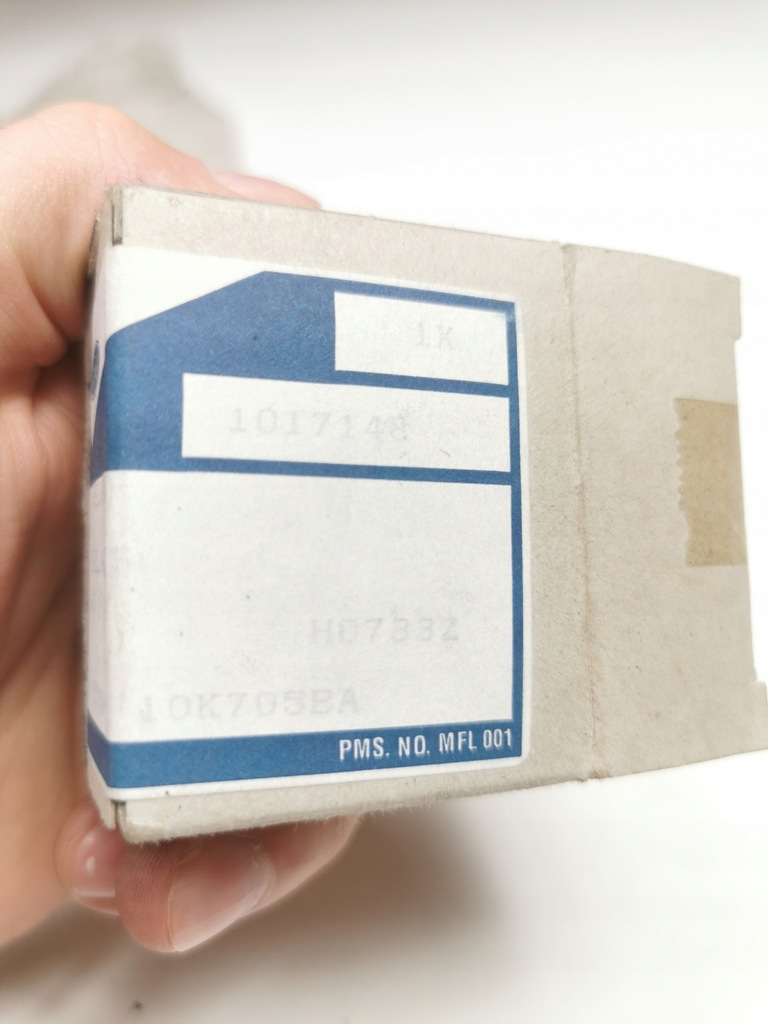 1X
1017148
H07332
10K705BA
PMS. NO. MFL 001